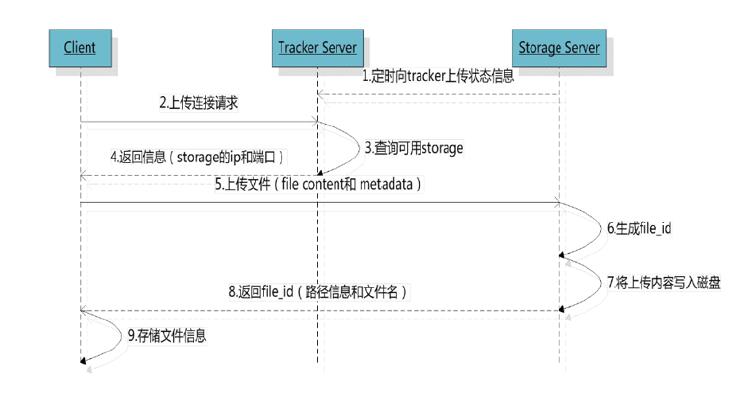 Client
Tracker Server
Storage Server
1.定时向tracker上传状态信息
2.上传连接请求
3.查询可用storage
4.返回信（storage的ip和端口）
5.上传文件（file content和 metadata）
6.生成file_id
7.将上传内容写入磁盘
8.返回file_id（路径信息和文件名）
9.存储文件信息